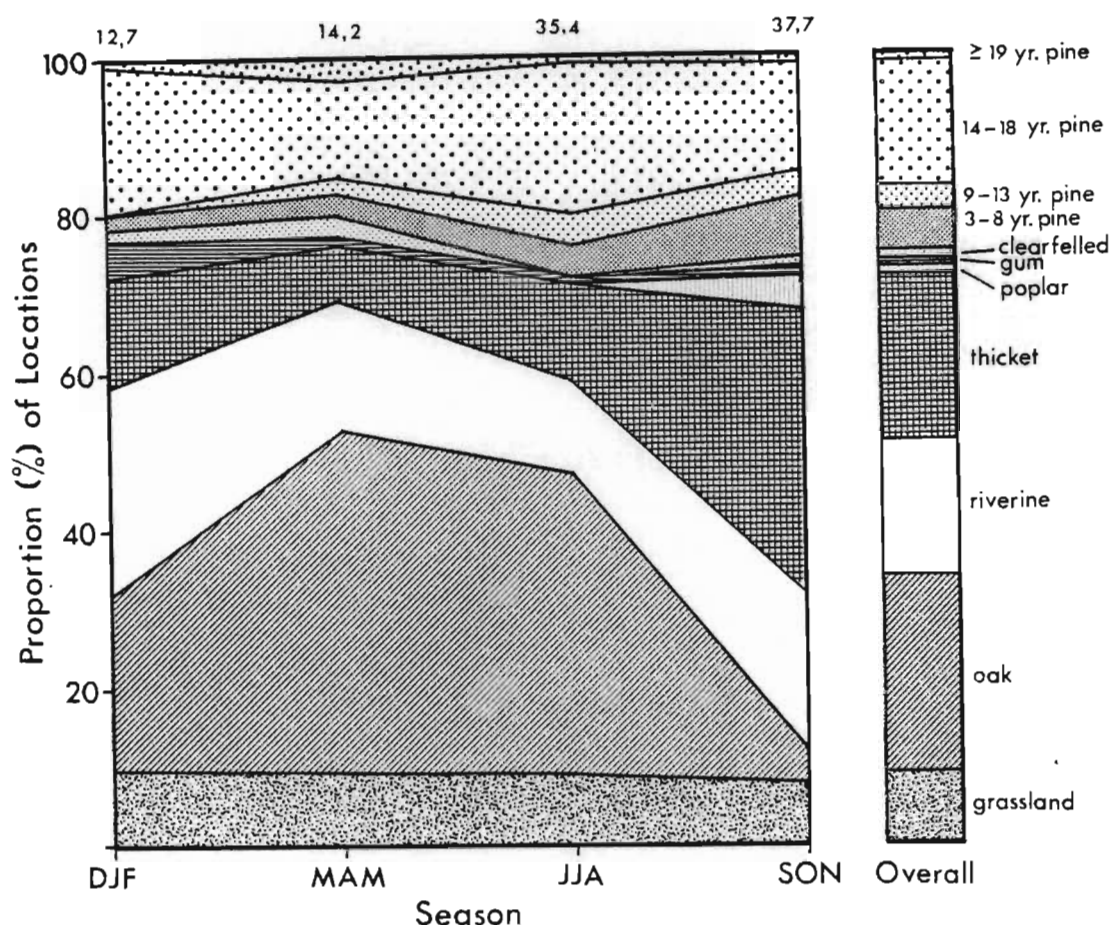 12,7 14,2 35,4 37,7
100
80
60
40
20
Proportion (%) of Locations
DJF MAM JJA SON
Season
≥ 19 yr. pine
14–18 yr. pine
9–13 yr. pine
3–8 yr. pine
clearfelled
gum
poplar
thicket
riverine
oak
grassland
Overall